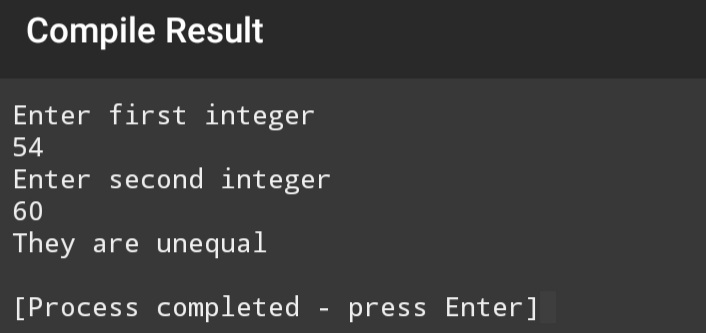 Compile Result
Enter first integer
54
Enter second integer
60
They are unequal
[Process completed - press Enter]